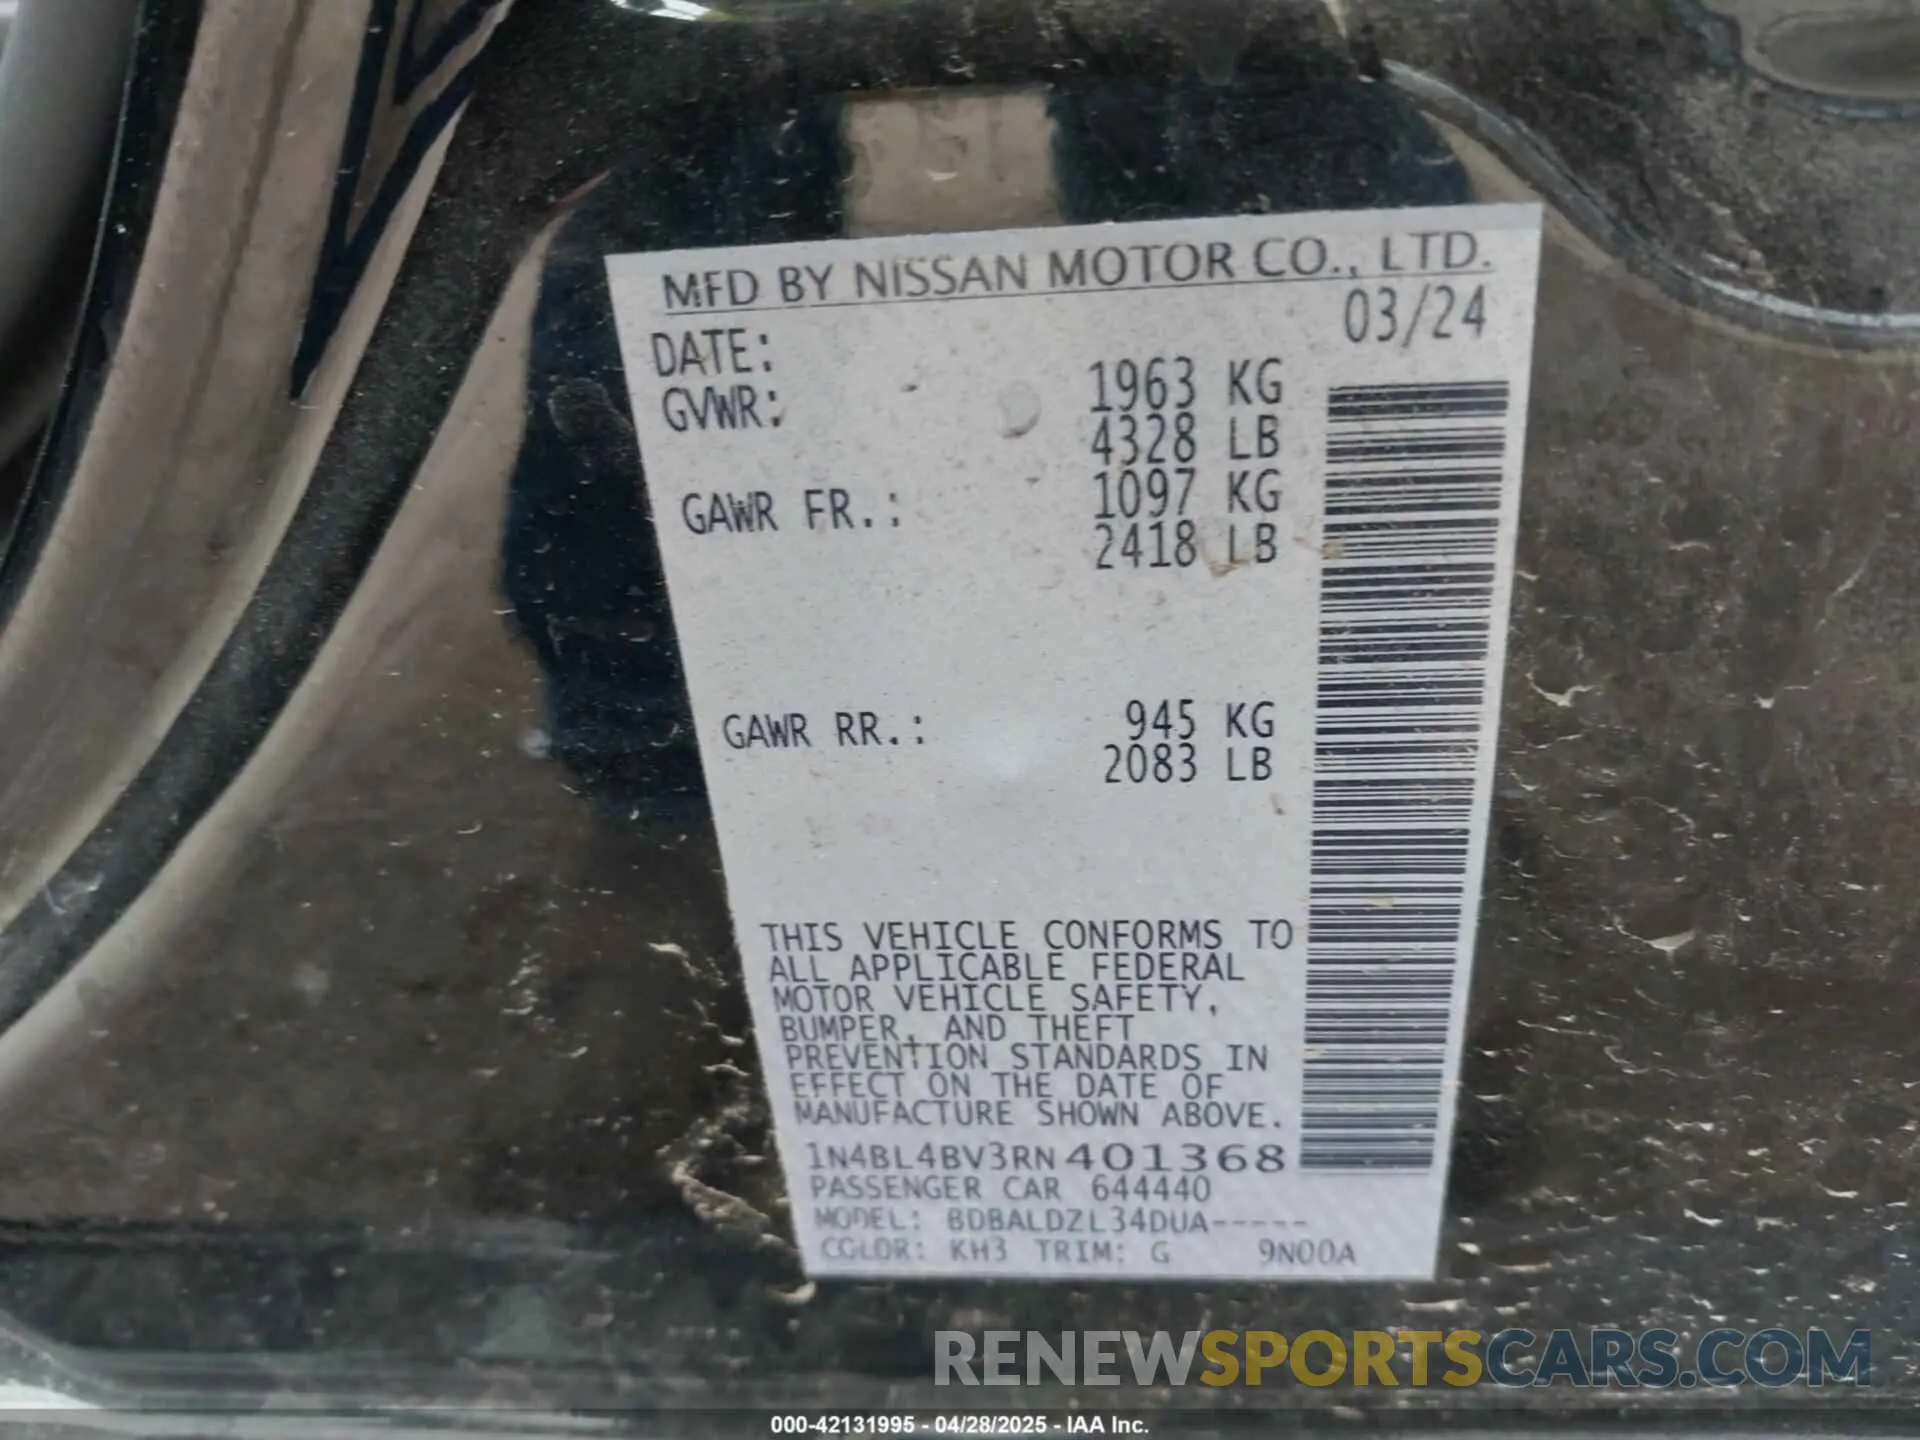 MFD BY NISSAN MOTOR CO., LTD.
DATE: 03/24
GVWR: 1963 KG
4328 LB
GAWR FR.: 1097 KG
2418 LB
GAWR RR.: 945 KG
2083 LB
THIS VEHICLE CONFORMS TO
ALL APPLICABLE FEDERAL
MOTOR VEHICLE SAFETY,
BUMPER, AND THEFT
PREVENTION STANDARDS IN
EFFECT ON THE DATE OF
MANUFACTURE SHOWN ABOVE.
1N4BL4BV3RN401368
PASSENGER CAR 644440
MODEL: BDBALDZL34DUA-----
COLOR: KH3 TRIM: G 9N00A
RENEWSPORTSCARS.COM
000-42131995 - 04/28/2025 - IAA Inc.